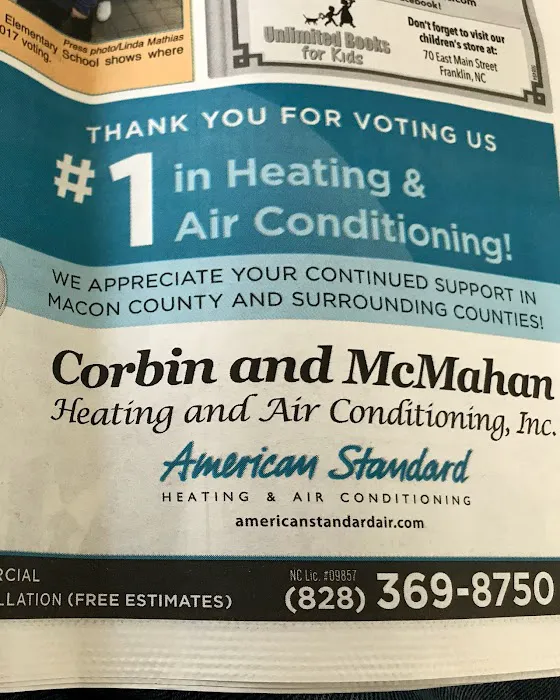 Press photo/Linda Mathias
Elementary School shows where
017 voting.
Unlimited Books
for Kids
Don't forget to visit our
children's store at:
70 East Main Street
Franklin, NC
THANK YOU FOR VOTING US
#1 in Heating &
Air Conditioning!
WE APPRECIATE YOUR CONTINUED SUPPORT IN
MACON COUNTY AND SURROUNDING COUNTIES!
Corbin and McMahan
Heating and Air Conditioning, Inc.
American Standard
HEATING & AIR CONDITIONING
americanstandardair.com
RCIAL
LLATION (FREE ESTIMATES)
NC Lic. #09857
(828) 369-8750